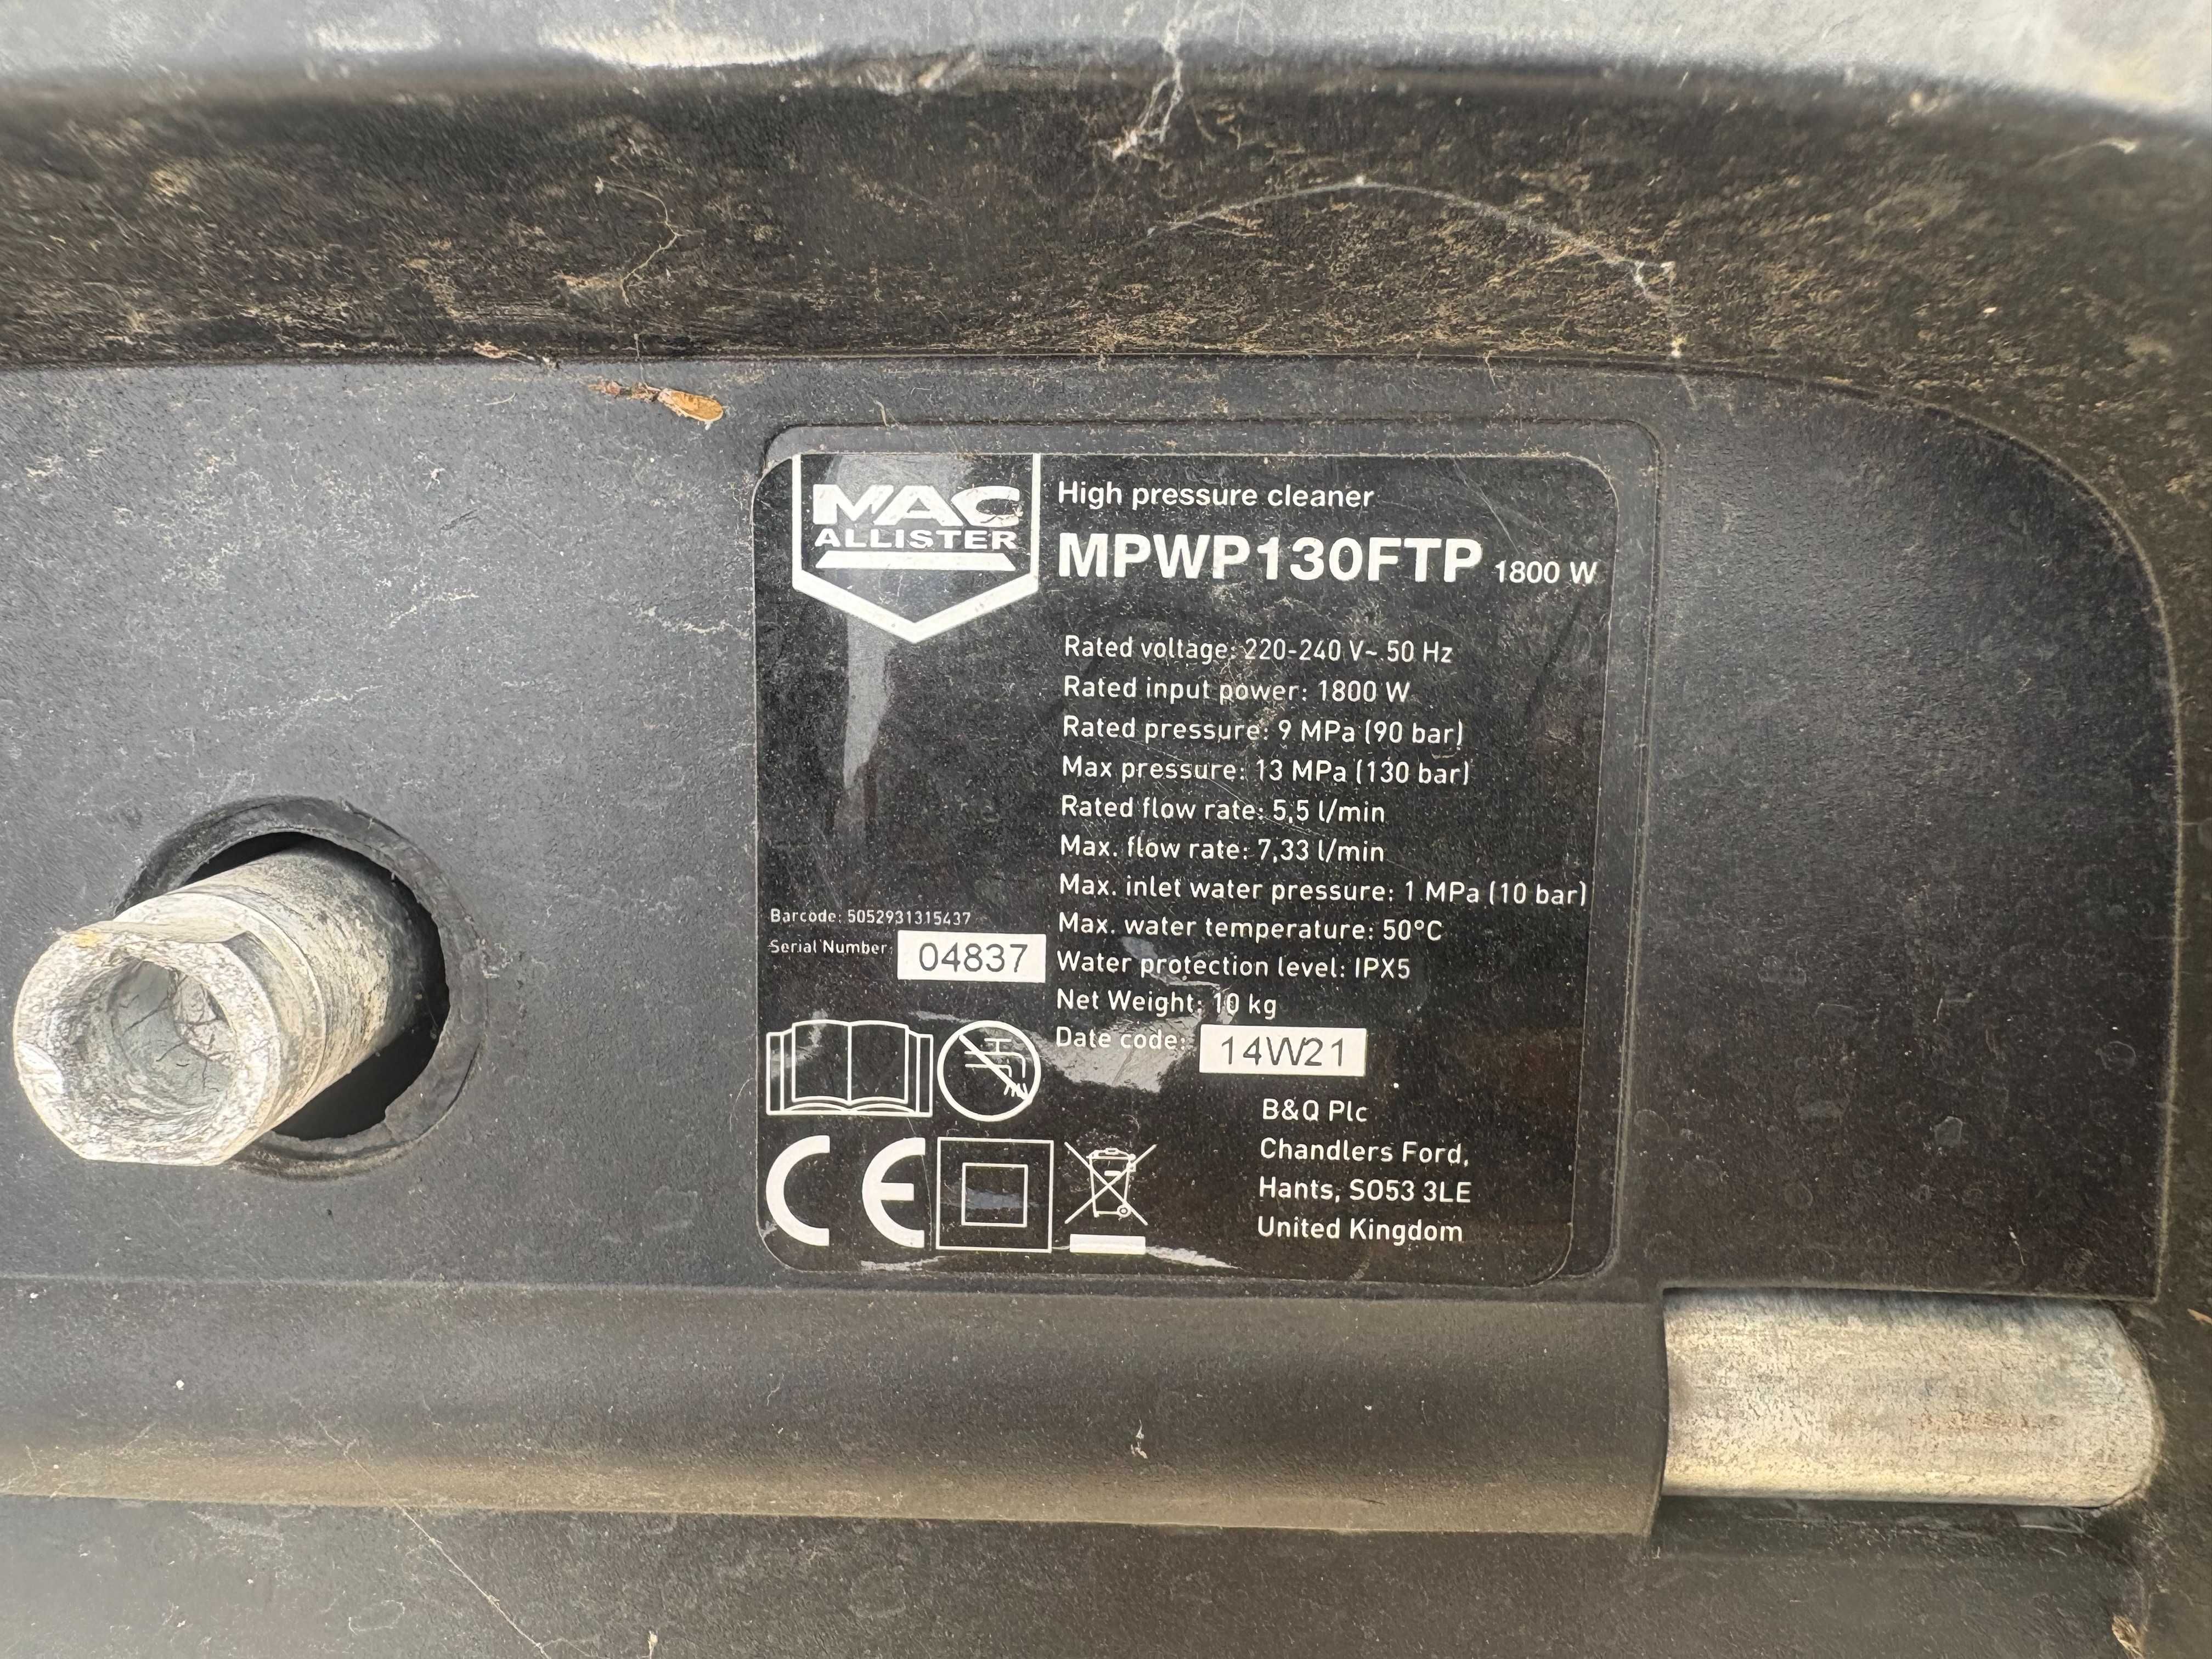 MAC
ALLISTER
High pressure cleaner
MPWP130FTP 1800 W
Rated voltage: 220-240 V~ 50 Hz
Rated input power: 1800 W
Rated pressure: 9 MPa (90 bar)
Max pressure: 13 MPa (130 bar)
Rated flow rate: 5,5 l/min
Max. flow rate: 7,33 l/min
Max. inlet water pressure: 1 MPa (10 bar)
Max. water temperature: 50°C
Water protection level: IPX5
Net Weight: 10 kg
Date code: 14W21
Barcode: 5052931315437
Serial Number: 04837
CE
B&Q Plc
Chandlers Ford,
Hants, SO53 3LE
United Kingdom